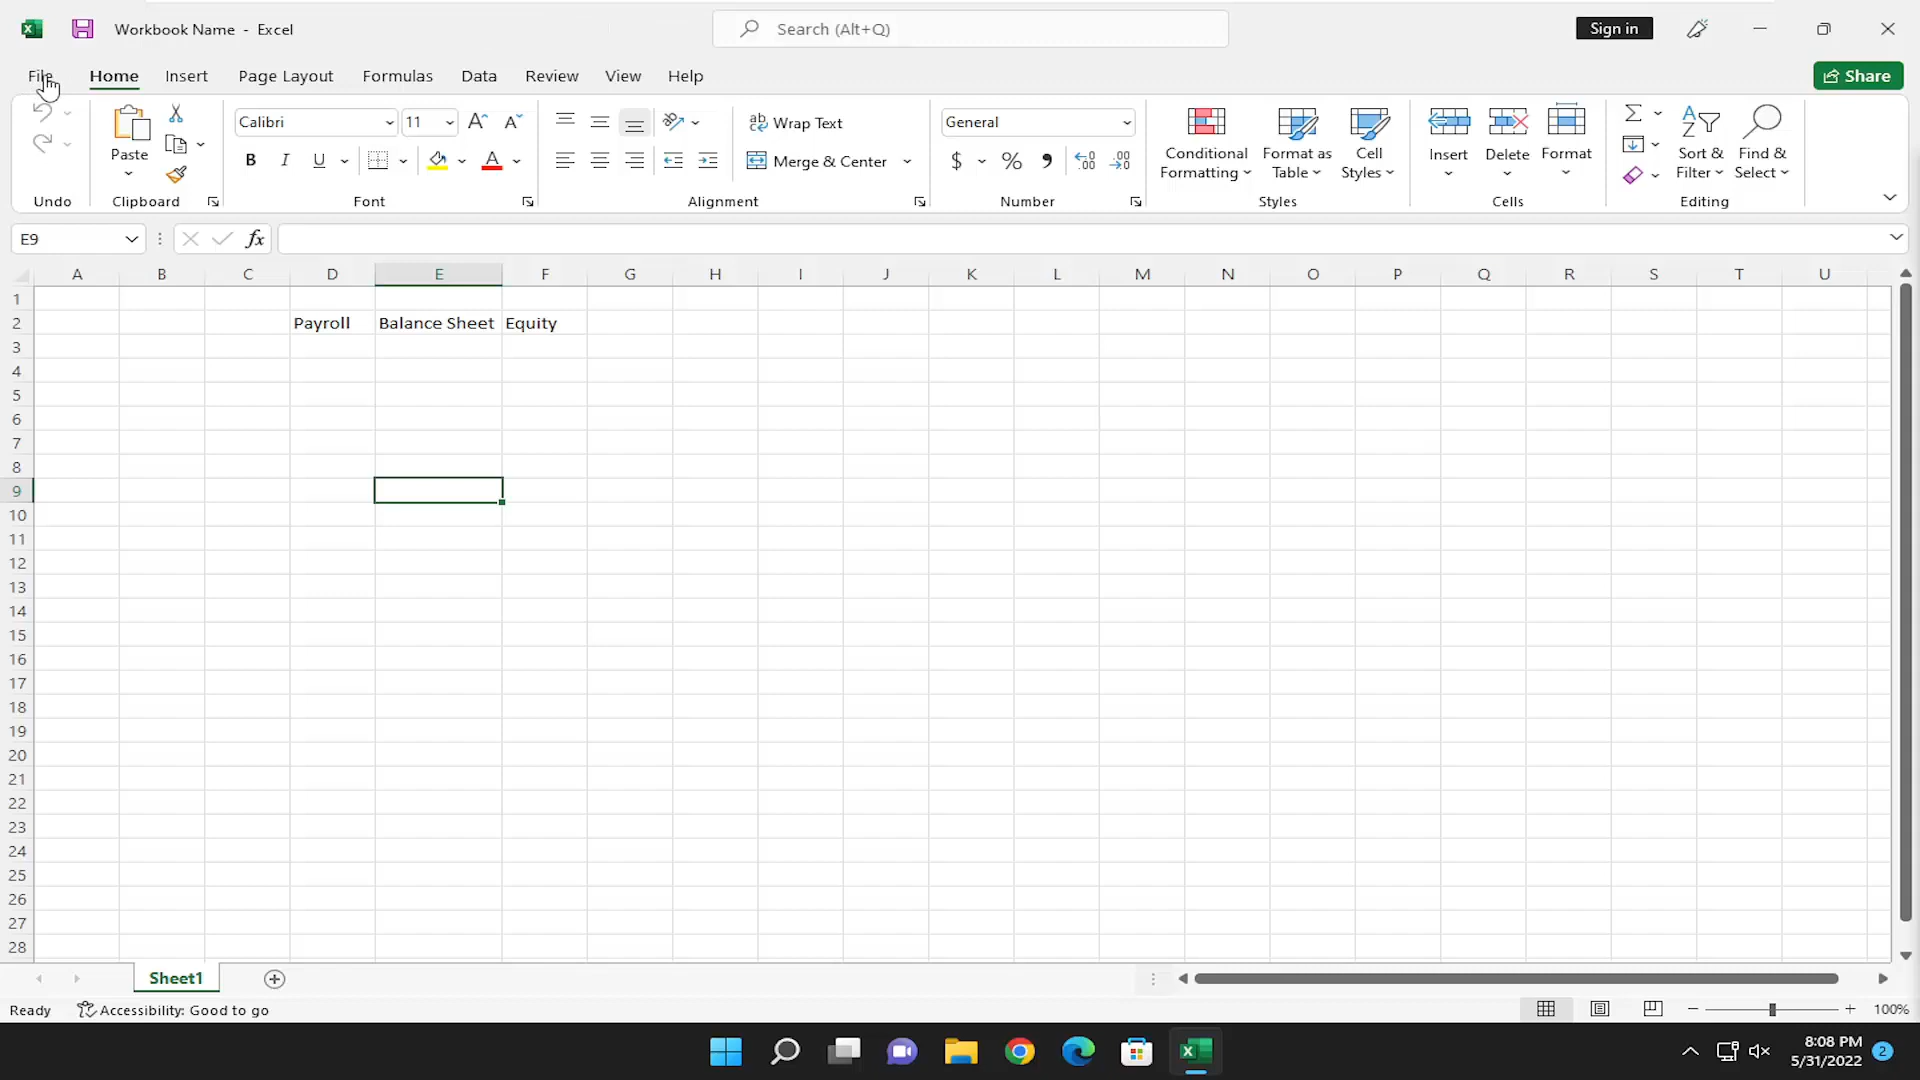 Workbook Name - Excel
Search (Alt+Q)
Sign in
File Home Insert Page Layout Formulas Data Review View Help
Share
Calibri 11
Wrap Text
General
Paste
B I U A
Merge & Center
$ % 9
Conditional Formatting
Format as Table
Cell Styles
Insert
Delete
Format
Sort & Filter
Find & Select
Undo Clipboard Font Alignment Number Styles Cells Editing
E9 fx
A B C D E F G H I J K L M N O P Q R S T U
1
2 Payroll Balance Sheet Equity
3
4
5
6
7
8
9
10
11
12
13
14
15
16
17
18
19
20
21
22
23
24
25
26
27
28
Sheet1
Ready Accessibility: Good to go 100%
8:08 PM
5/31/2022 2